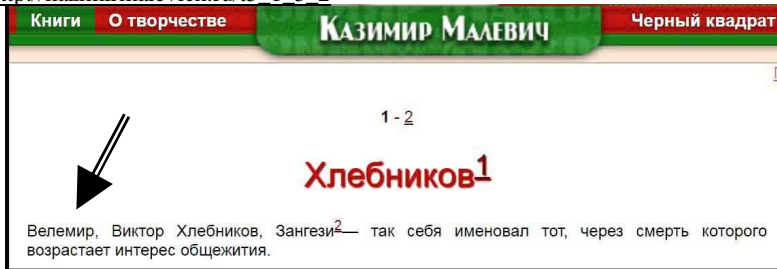 Книги О творчестве Казимир Малевич Черный квадрат
1 - 2
Хлебников1
Велемир, Виктор Хлебников, Зангези2— так себя именовал тот, через смерть которого
возрастает интерес общежития.